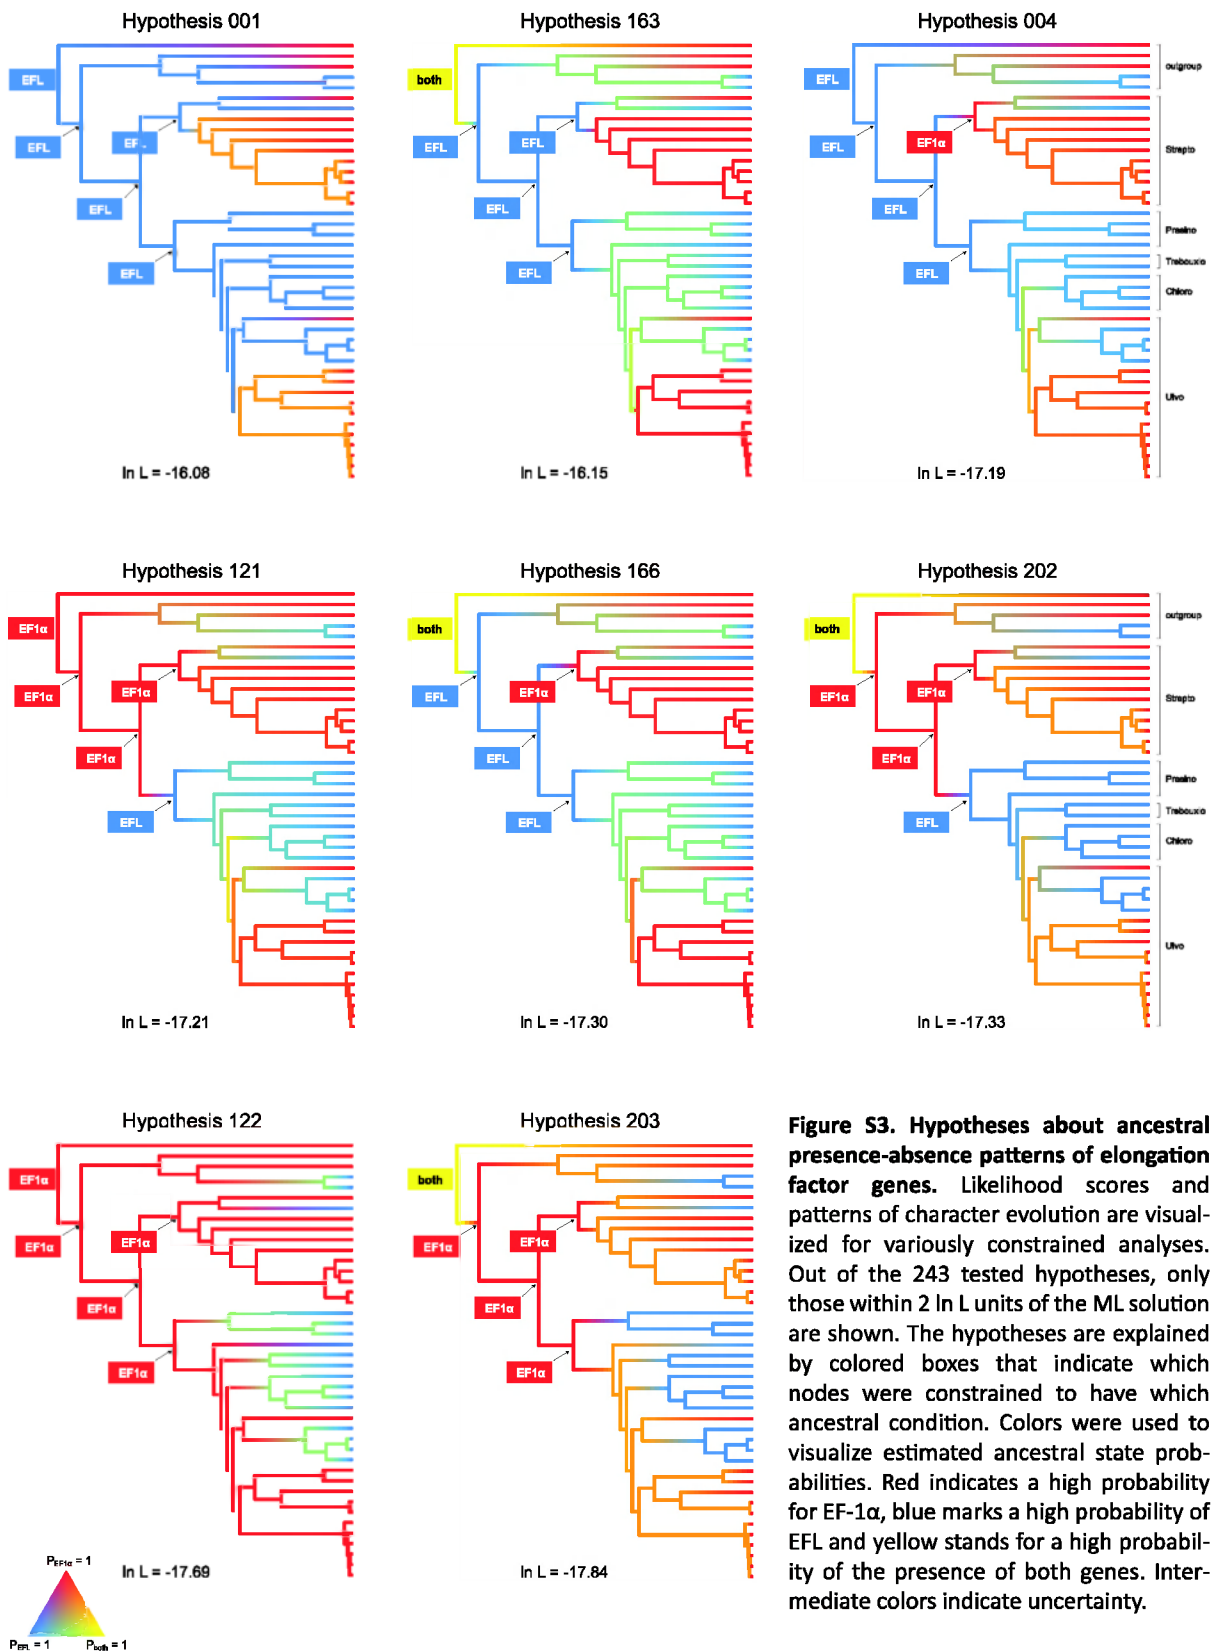 Hypothesis 001
EFL
EFL
EFL
EFL
EFL
ln L = -16.08
Hypothesis 163
both
EFL
EFL
EFL
EFL
ln L = -16.15
Hypothesis 004
EFL
EFL
EF1α
EFL
EFL
ln L = -17.19
outgroup
Strepto
Prasino
Trebouxio
Chloro
Ulvo
Hypothesis 121
EF1α
EF1α
EF1α
EF1α
EFL
ln L = -17.21
Hypothesis 166
both
EF1α
EFL
EFL
EFL
ln L = -17.30
Hypothesis 202
both
EF1α
EF1α
EF1α
EFL
ln L = -17.33
outgroup
Strepto
Prasino
Trebouxio
Chloro
Ulvo
Hypothesis 122
EF1α
EF1α
EF1α
EF1α
EF1α
ln L = -17.69
Hypothesis 203
both
EF1α
EF1α
EF1α
EF1α
ln L = -17.84
PEF1α = 1
PEFL = 1
Pboth = 1
Figure S3. Hypotheses about ancestral
presence-absence patterns of elongation
factor genes. Likelihood scores and
patterns of character evolution are visual-
ized for variously constrained analyses.
Out of the 243 tested hypotheses, only
those within 2 ln L units of the ML solution
are shown. The hypotheses are explained
by colored boxes that indicate which
nodes were constrained to have which
ancestral condition. Colors were used to
visualize estimated ancestral state prob-
abilities. Red indicates a high probability
for EF-1α, blue marks a high probability of
EFL and yellow stands for a high probabil-
ity of the presence of both genes. Inter-
mediate colors indicate uncertainty.